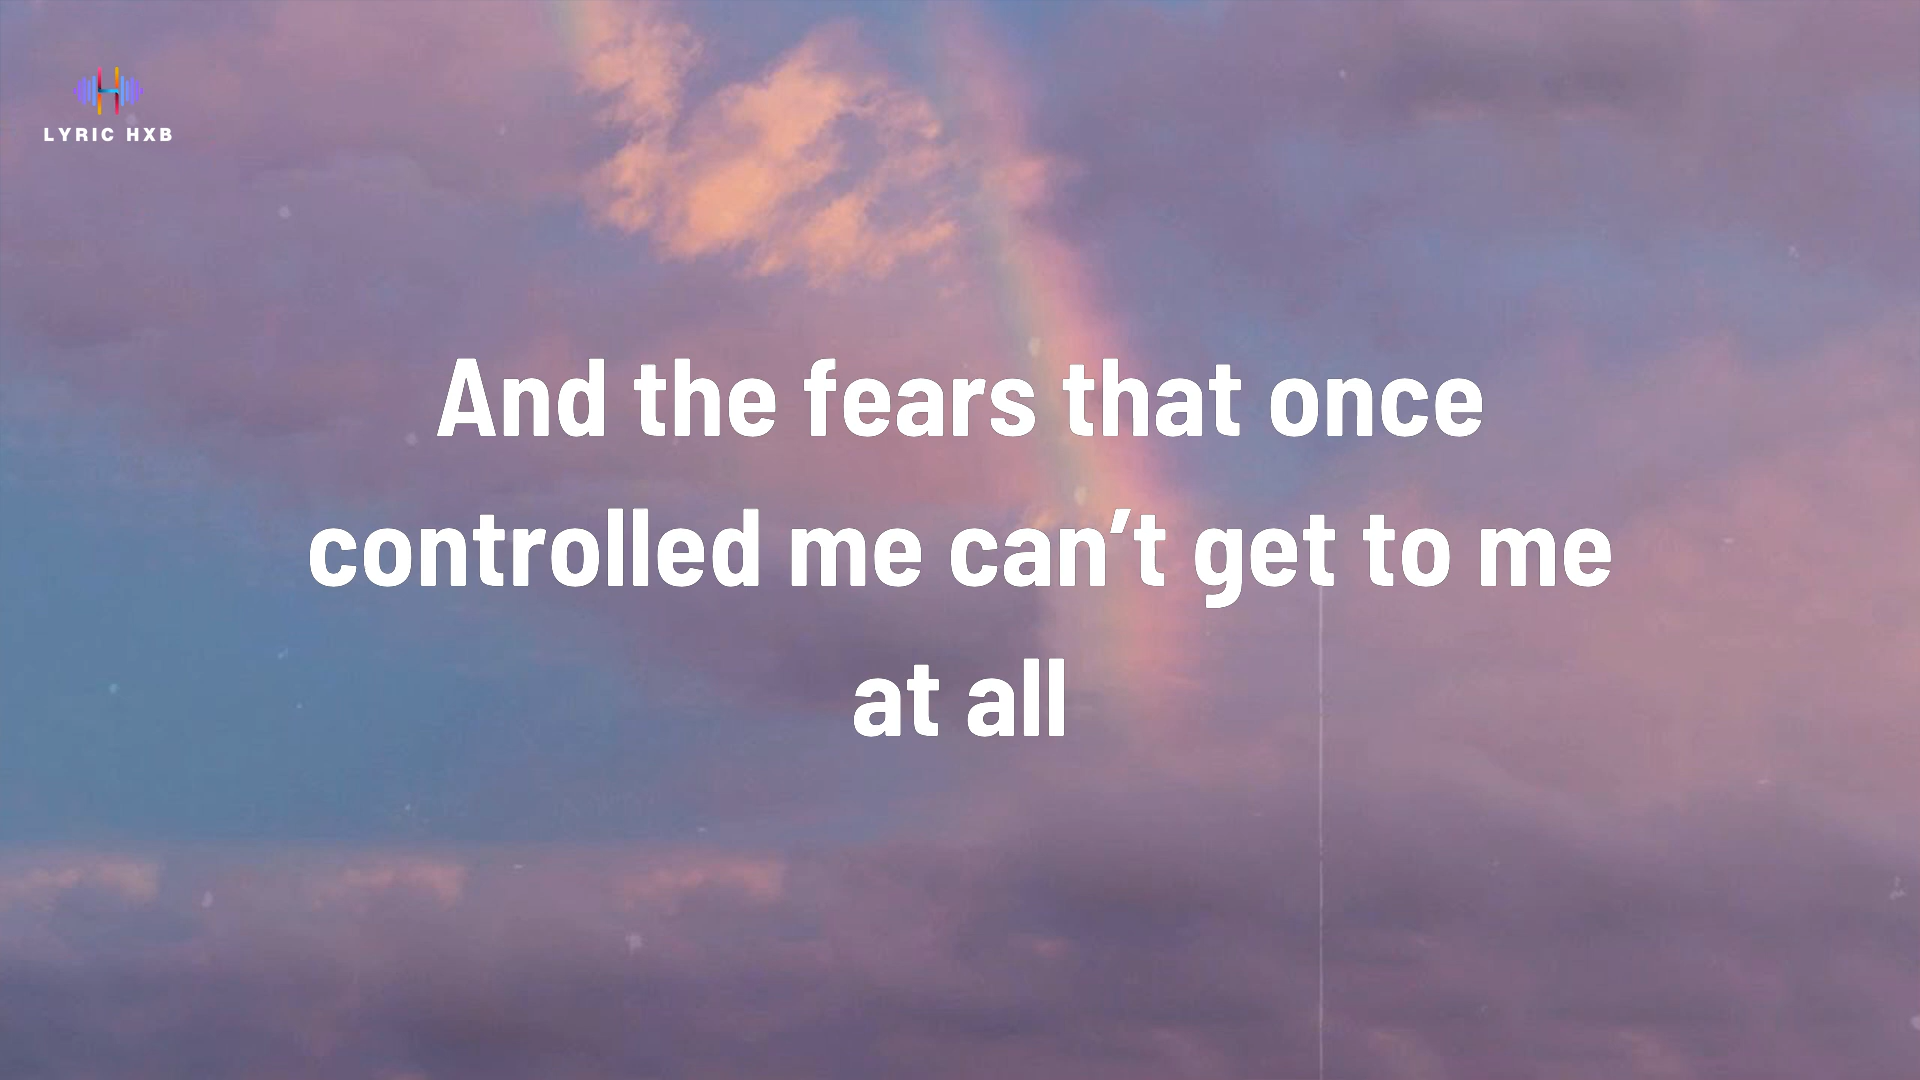 LYRIC HXB
And the fears that once
controlled me can’t get to me
at all